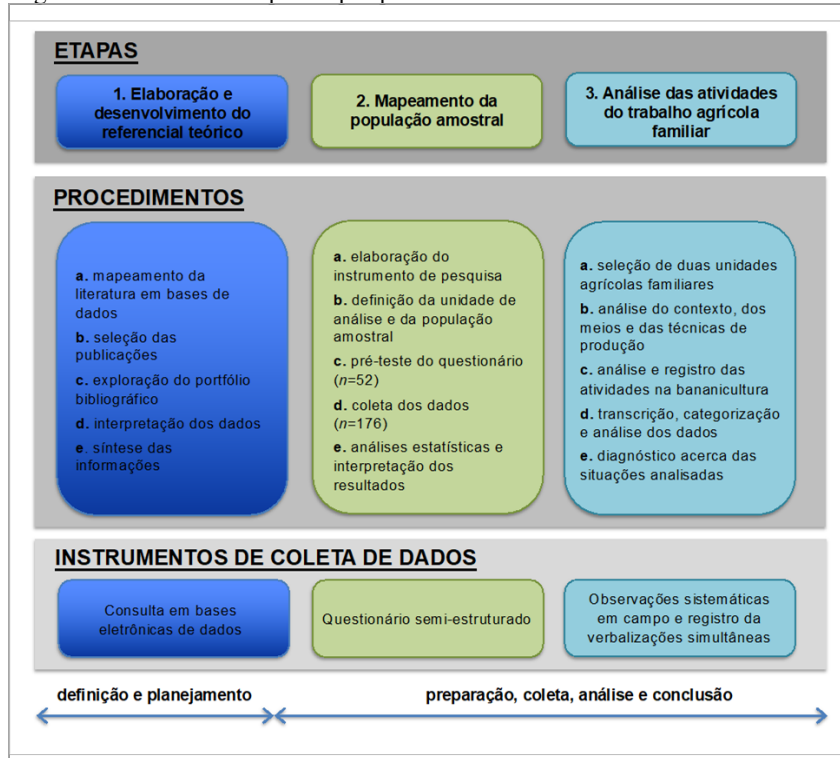 ETAPAS
1. Elaboração e
desenvolvimento do
referencial teórico
2. Mapeamento da
população amostral
3. Análise das atividades
do trabalho agrícola
familiar
PROCEDIMENTOS
a. mapeamento da
literatura em bases de
dados
b. seleção das
publicações
c. exploração do portfólio
bibliográfico
d. interpretação dos dados
e. síntese das
informações
a. elaboração do
instrumento de pesquisa
b. definição da unidade de
análise e da população
amostral
c. pré-teste do questionário
(n=52)
d. coleta dos dados
(n=176)
e. análises estatísticas e
interpretação dos
resultados
a. seleção de duas unidades
agrícolas familiares
b. análise do contexto, dos
meios e das técnicas de
produção
c. análise e registro das
atividades na bananicultura
d. transcrição, categorização
e análise dos dados
e. diagnóstico acerca das
situações analisadas
INSTRUMENTOS DE COLETA DE DADOS
Consulta em bases
eletrônicas de dados
Questionário semi-estruturado
Observações sistemáticas
em campo e registro da
verbalizações simultâneas
definição e planejamento
preparação, coleta, análise e conclusão